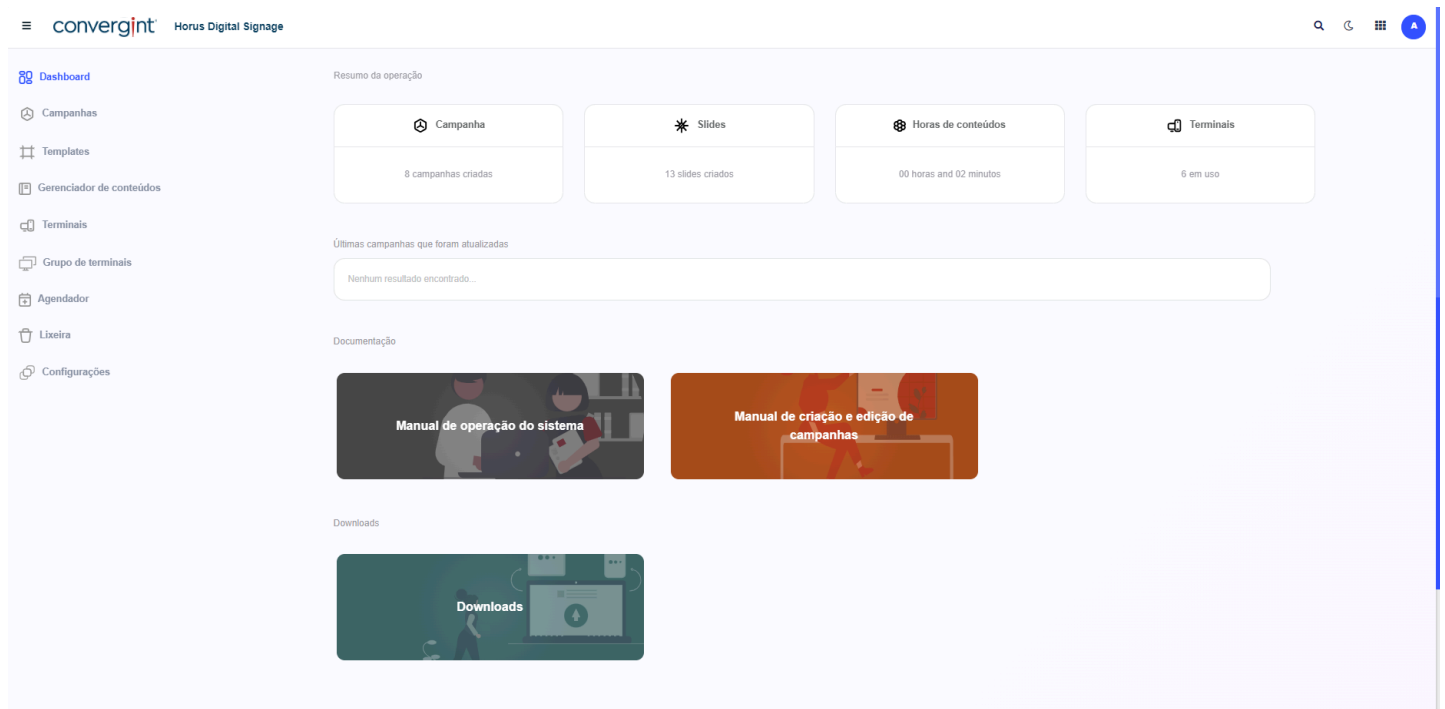 convergint Horus Digital Signage
A
Dashboard
Campanhas
Templates
Gerenciador de conteúdos
Terminais
Grupo de terminais
Agendador
Lixeira
Configurações
Resumo da operação
Campanha
8 campanhas criadas
Slides
13 slides criados
Horas de conteúdos
00 horas and 02 minutos
Terminais
6 em uso
Últimas campanhas que foram atualizadas
Nenhum resultado encontrado...
Documentação
Manual de operação do sistema
Manual de criação e edição de
campanhas
Downloads
Downloads